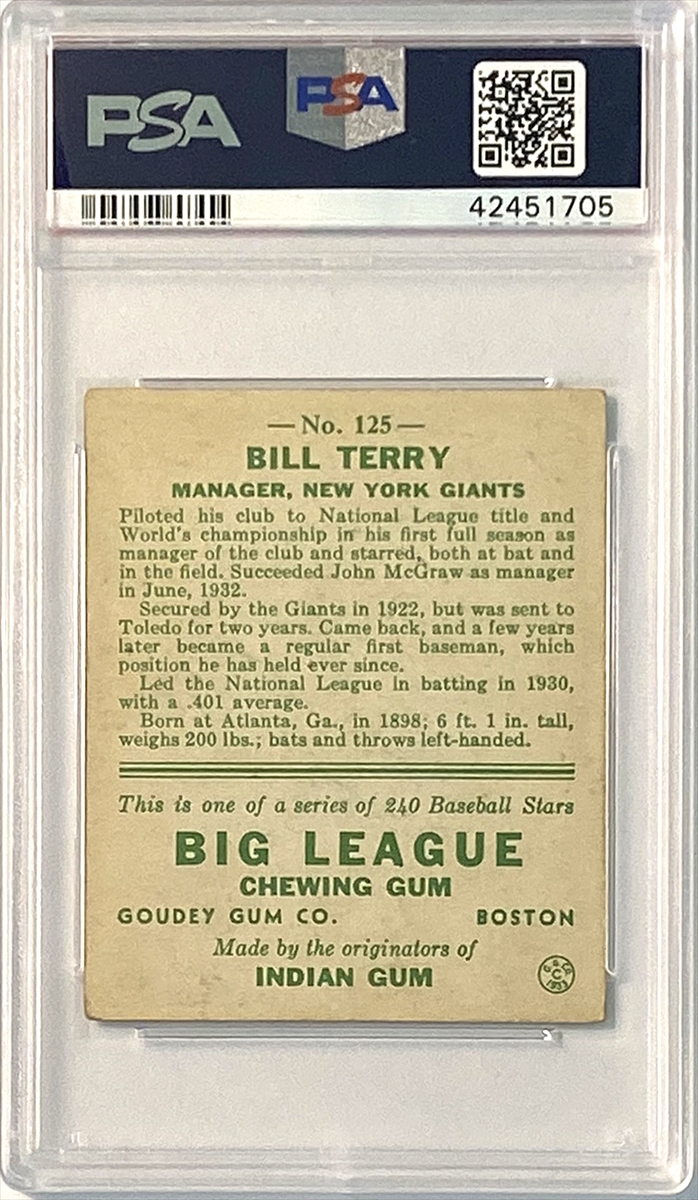 PSA
PSA
42451705
—No. 125—
BILL TERRY
MANAGER, NEW YORK GIANTS
Piloted his club to National League title and
World's championship in his first full season as
manager of the club and starred, both at bat and
in the field. Succeeded John McGraw as manager
in June, 1932.
Secured by the Giants in 1922, but was sent to
Toledo for two years. Came back, and a few years
later became a regular first baseman, which
position he has held ever since.
Led the National League in batting in 1930,
with a .401 average.
Born at Atlanta, Ga., in 1898; 6 ft. 1 in. tall,
weighs 200 lbs.; bats and throws left-handed.
This is one of a series of 240 Baseball Stars
BIG LEAGUE
CHEWING GUM
GOUDEY GUM CO. BOSTON
Made by the originators of
INDIAN GUM
G. G. Co.
C
1933